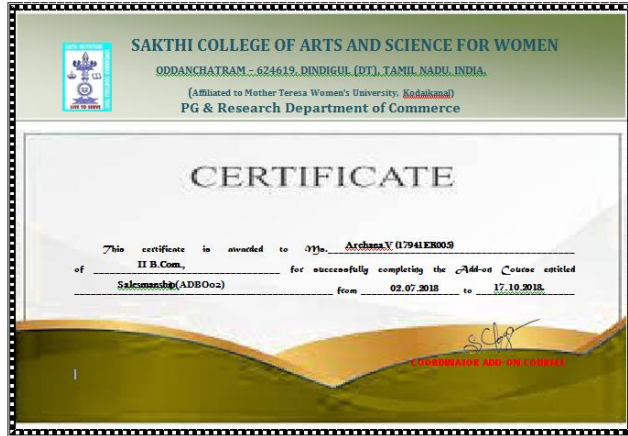 SAKTHI COLLEGE OF ARTS AND SCIENCE FOR WOMEN
ODDANCHATRAM – 624619, DINDIGUL (DT), TAMIL NADU, INDIA.
(Affiliated to Mother Teresa Women's University, Kodaikanal)
PG & Research Department of Commerce
CERTIFICATE
This certificate is awarded to Ms. Archana.V (17941ER005)
of II B.Com., for successfully completing the Add-on Course entitled
Salesmanship(ADBO02) from 02.07.2018 to 17.10.2018.
COORDINATOR ADD-ON COURSES